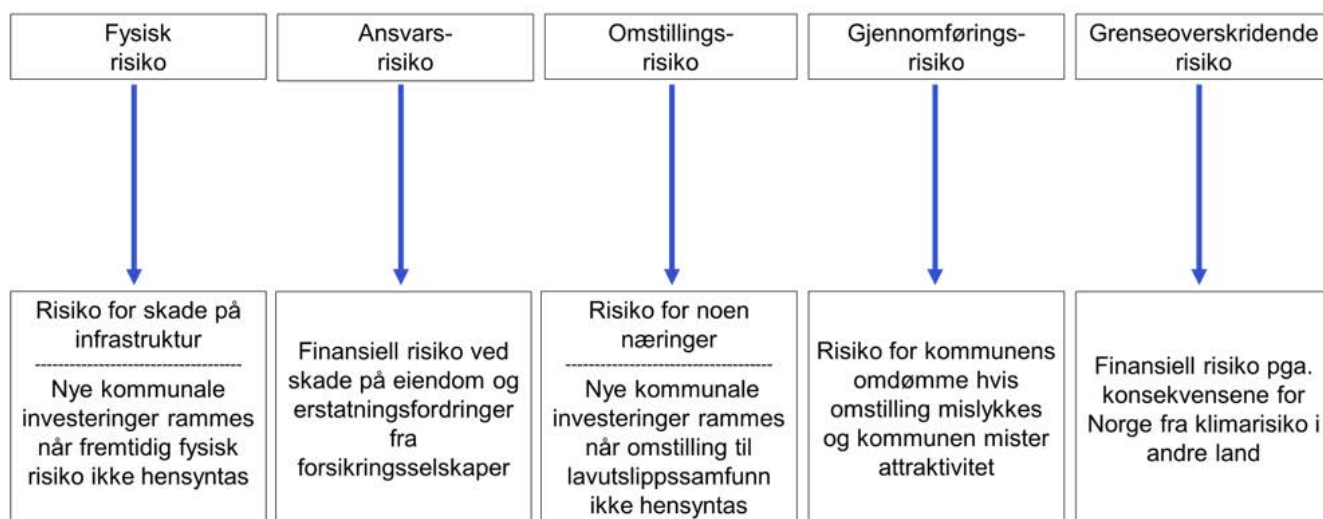 Fysisk
risiko
Ansvars-
risiko
Omstillings-
risiko
Gjennomførings-
risiko
Grenseoverskridende
risiko
Risiko for skade på
infrastruktur
-------------------------------------
Nye kommunale
investeringer rammes
når fremtidig fysisk
risiko ikke hensyntas
Finansiell risiko ved
skade på eiendom og
erstatningsfordringer
fra
forsikringsselskaper
Risiko for noen
næringer
-------------------------------------
Nye kommunale
investeringer rammes
når omstilling til
lavutslippssamfunn
ikke hensyntas
Risiko for kommunens
omdømme hvis
omstilling mislykkes
og kommunen mister
attraktivitet
Finansiell risiko pga.
konsekvensene for
Norge fra klimarisiko i
andre land